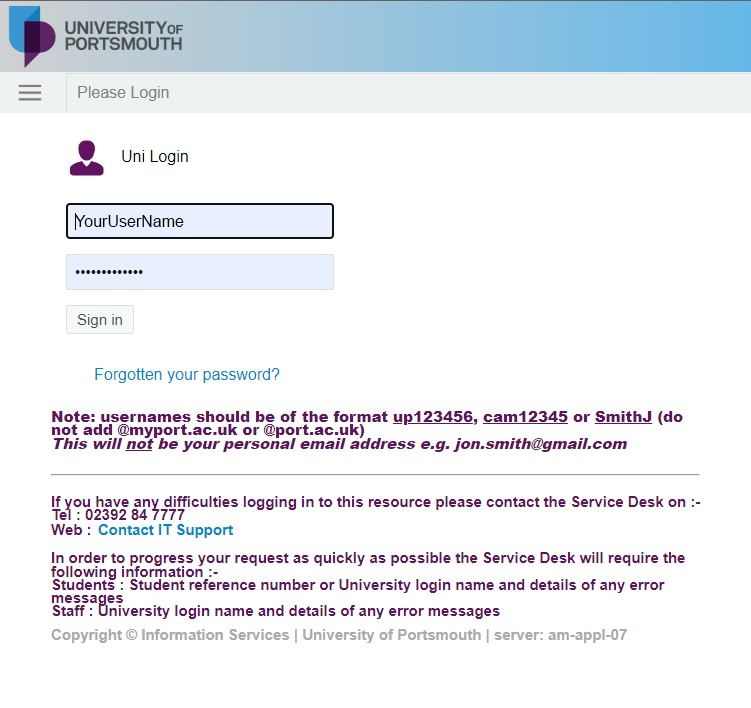 UNIVERSITY OF
PORTSMOUTH
Please Login
Uni Login
YourUserName
•••••••••••••
Sign in
Forgotten your password?
Note: usernames should be of the format up123456, cam12345 or SmithJ (do
not add @myport.ac.uk or @port.ac.uk)
This will not be your personal email address e.g. jon.smith@gmail.com
If you have any difficulties logging in to this resource please contact the Service Desk on :-
Tel : 02392 84 7777
Web : Contact IT Support
In order to progress your request as quickly as possible the Service Desk will require the
following information :-
Students : Student reference number or University login name and details of any error
messages
Staff : University login name and details of any error messages
Copyright © Information Services | University of Portsmouth | server: am-appl-07